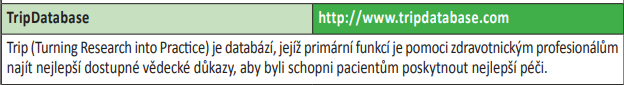 TripDatabase http://www.tripdatabase.com
Trip (Turning Research into Practice) je databází, jejíž primární funkcí je pomoci zdravotnickým profesionálům
najít nejlepší dostupné vědecké důkazy, aby byli schopni pacientům poskytnout nejlepší péči.